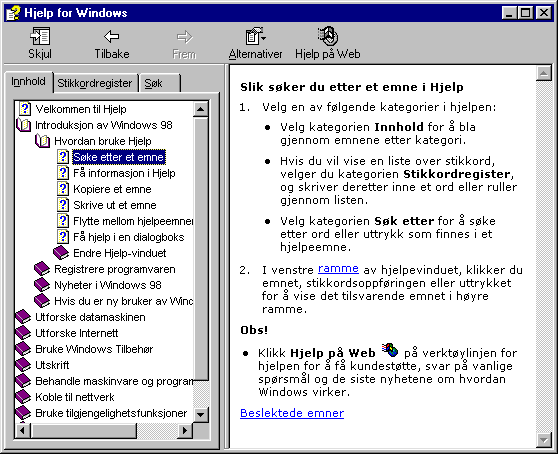 Hjelp for Windows
Skjul Tilbake Frem Alternativer Hjelp på Web
Innhold Stikkordregister Søk
Velkommen til Hjelp
Introduksjon av Windows 98
Hvordan bruke Hjelp
Søke etter et emne
Få informasjon i Hjelp
Kopiere et emne
Skrive ut et emne
Flytte mellom hjelpeemner
Få hjelp i en dialogboks
Endre Hjelp-vinduet
Registrere programvaren
Nyheter i Windows 98
Hvis du er ny bruker av Winc
Utforske datamaskinen
Utforske Internett
Bruke Windows Tilbehør
Utskrift
Behandle maskinvare og program
Koble til nettverk
Bruke tilgjengelighetsfunksjoner
Slik søker du etter et emne i Hjelp
1. Velg en av følgende kategorier i hjelpen:
• Velg kategorien Innhold for å bla
gjennom emnene etter kategori.
• Hvis du vil vise en liste over stikkord,
velger du kategorien Stikkordregister,
og skriver deretter inne et ord eller ruller
gjennom listen.
• Velg kategorien Søk etter for å søke
etter ord eller uttrykk som finnes i et
hjelpeemne.
2. I venstre ramme av hjelpevinduet, klikker du
emnet, stikkordsoppføringen eller uttrykket
for å vise det tilsvarende emnet i høyre
ramme.
Obs!
• Klikk Hjelp på Web på verktøylinjen for
hjelpen for å få kundestøtte, svar på vanlige
spørsmål og de siste nyhetene om hvordan
Windows virker.
Beslektede emner